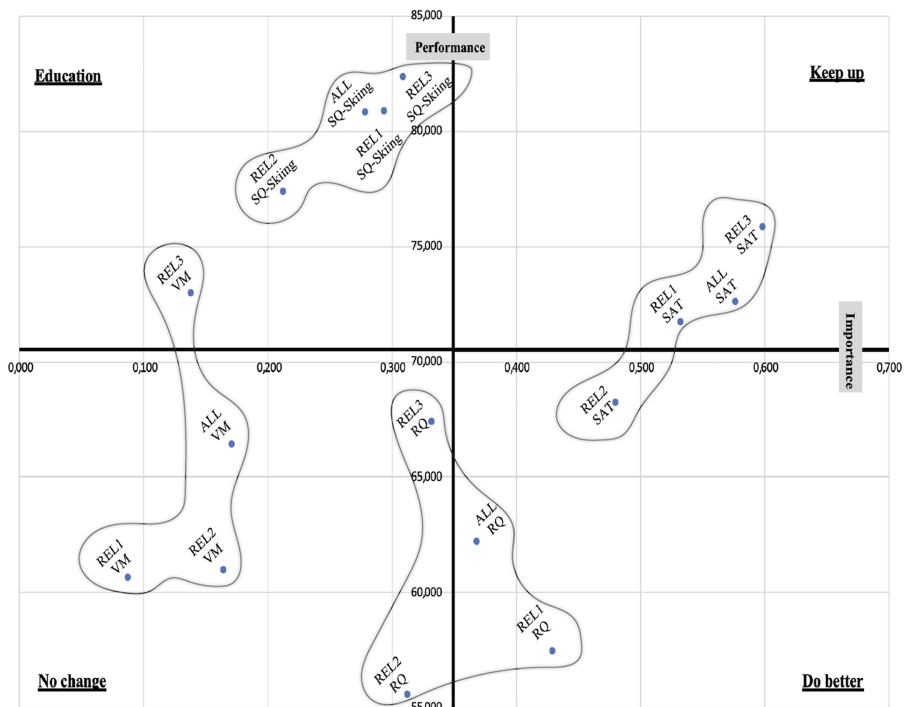 85,000
Performance
Education
Keep up
ALL
SQ-Skiing
REL3
SQ-Skiing
80,000
REL1
SQ-Skiing
REL2
SQ-Skiing
75,000
REL3
SAT
REL3
VM
ALL
SAT
REL1
SAT
Importance
70,000
0,000
0,100
0,200
0,300
0,400
0,500
0,600
0,700
REL2
SAT
REL3
RQ
ALL
VM
65,000
ALL
RQ
REL1
VM
REL2
VM
60,000
REL1
RQ
REL2
RQ
No change
Do better
55,000